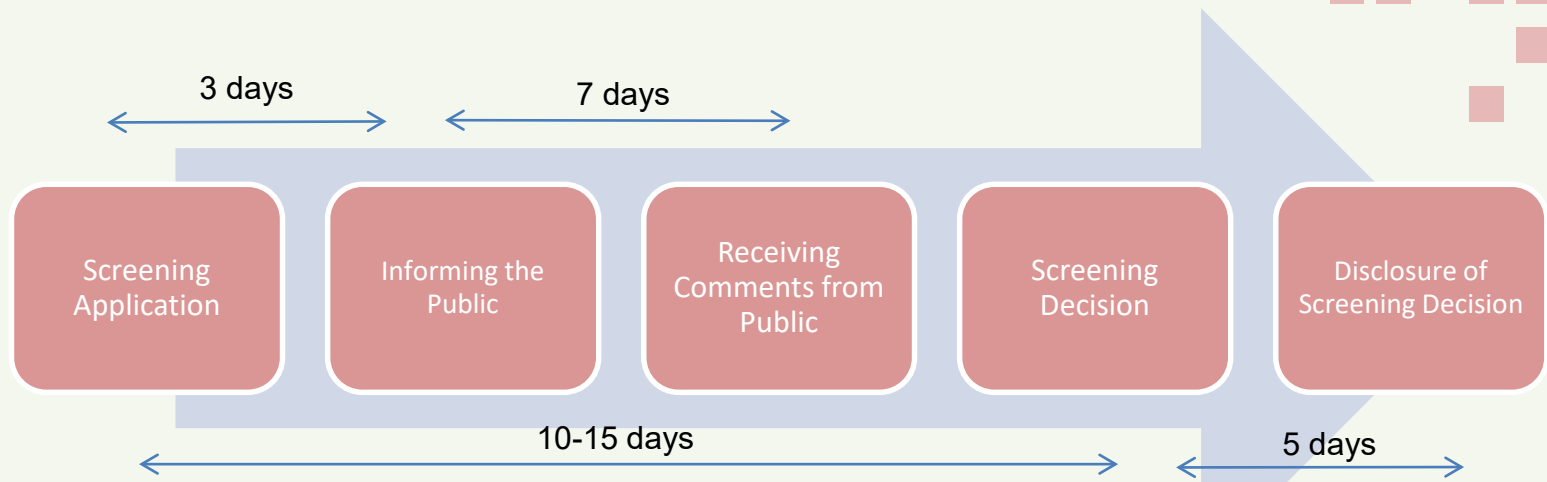 3 days
7 days
Screening
Application
Informing the
Public
Receiving
Comments from
Public
Screening
Decision
Disclosure of
Screening Decision
10-15 days
5 days